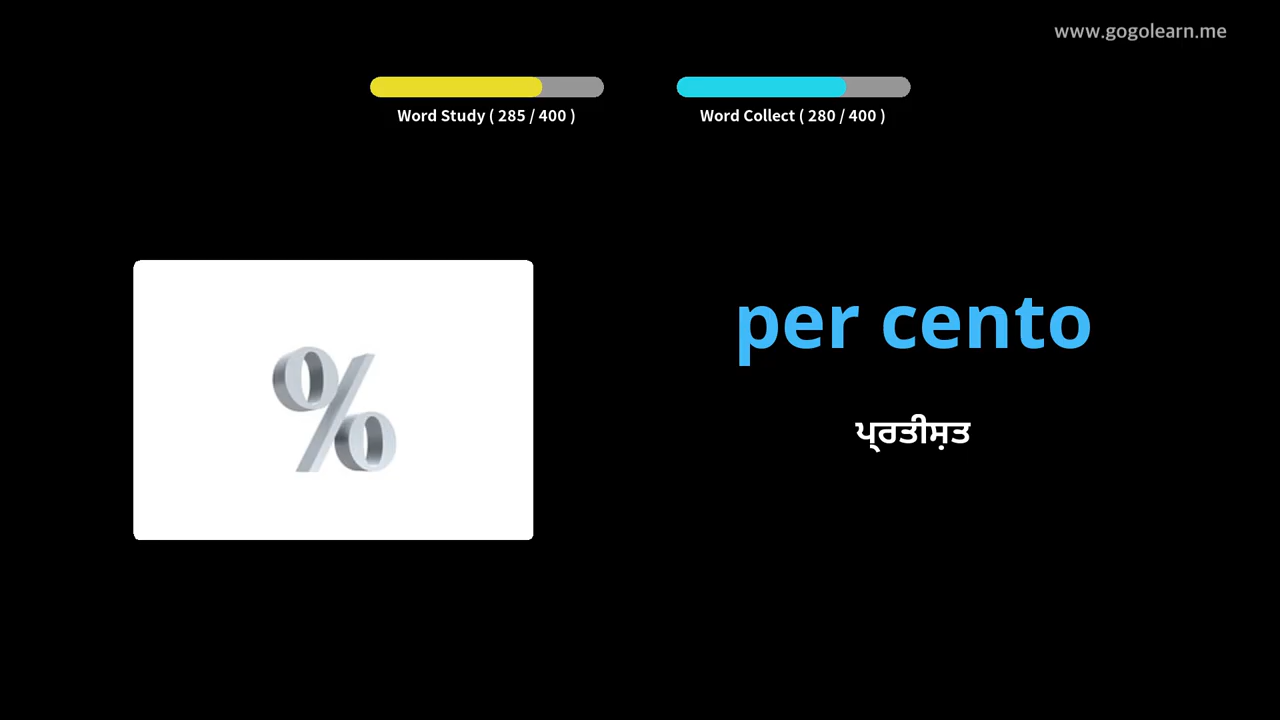 www.gogolearn.me
Word Study ( 285 / 400 )
Word Collect ( 280 / 400 )
%
per cento
ਪ੍ਰਤੀਸ਼ਤ